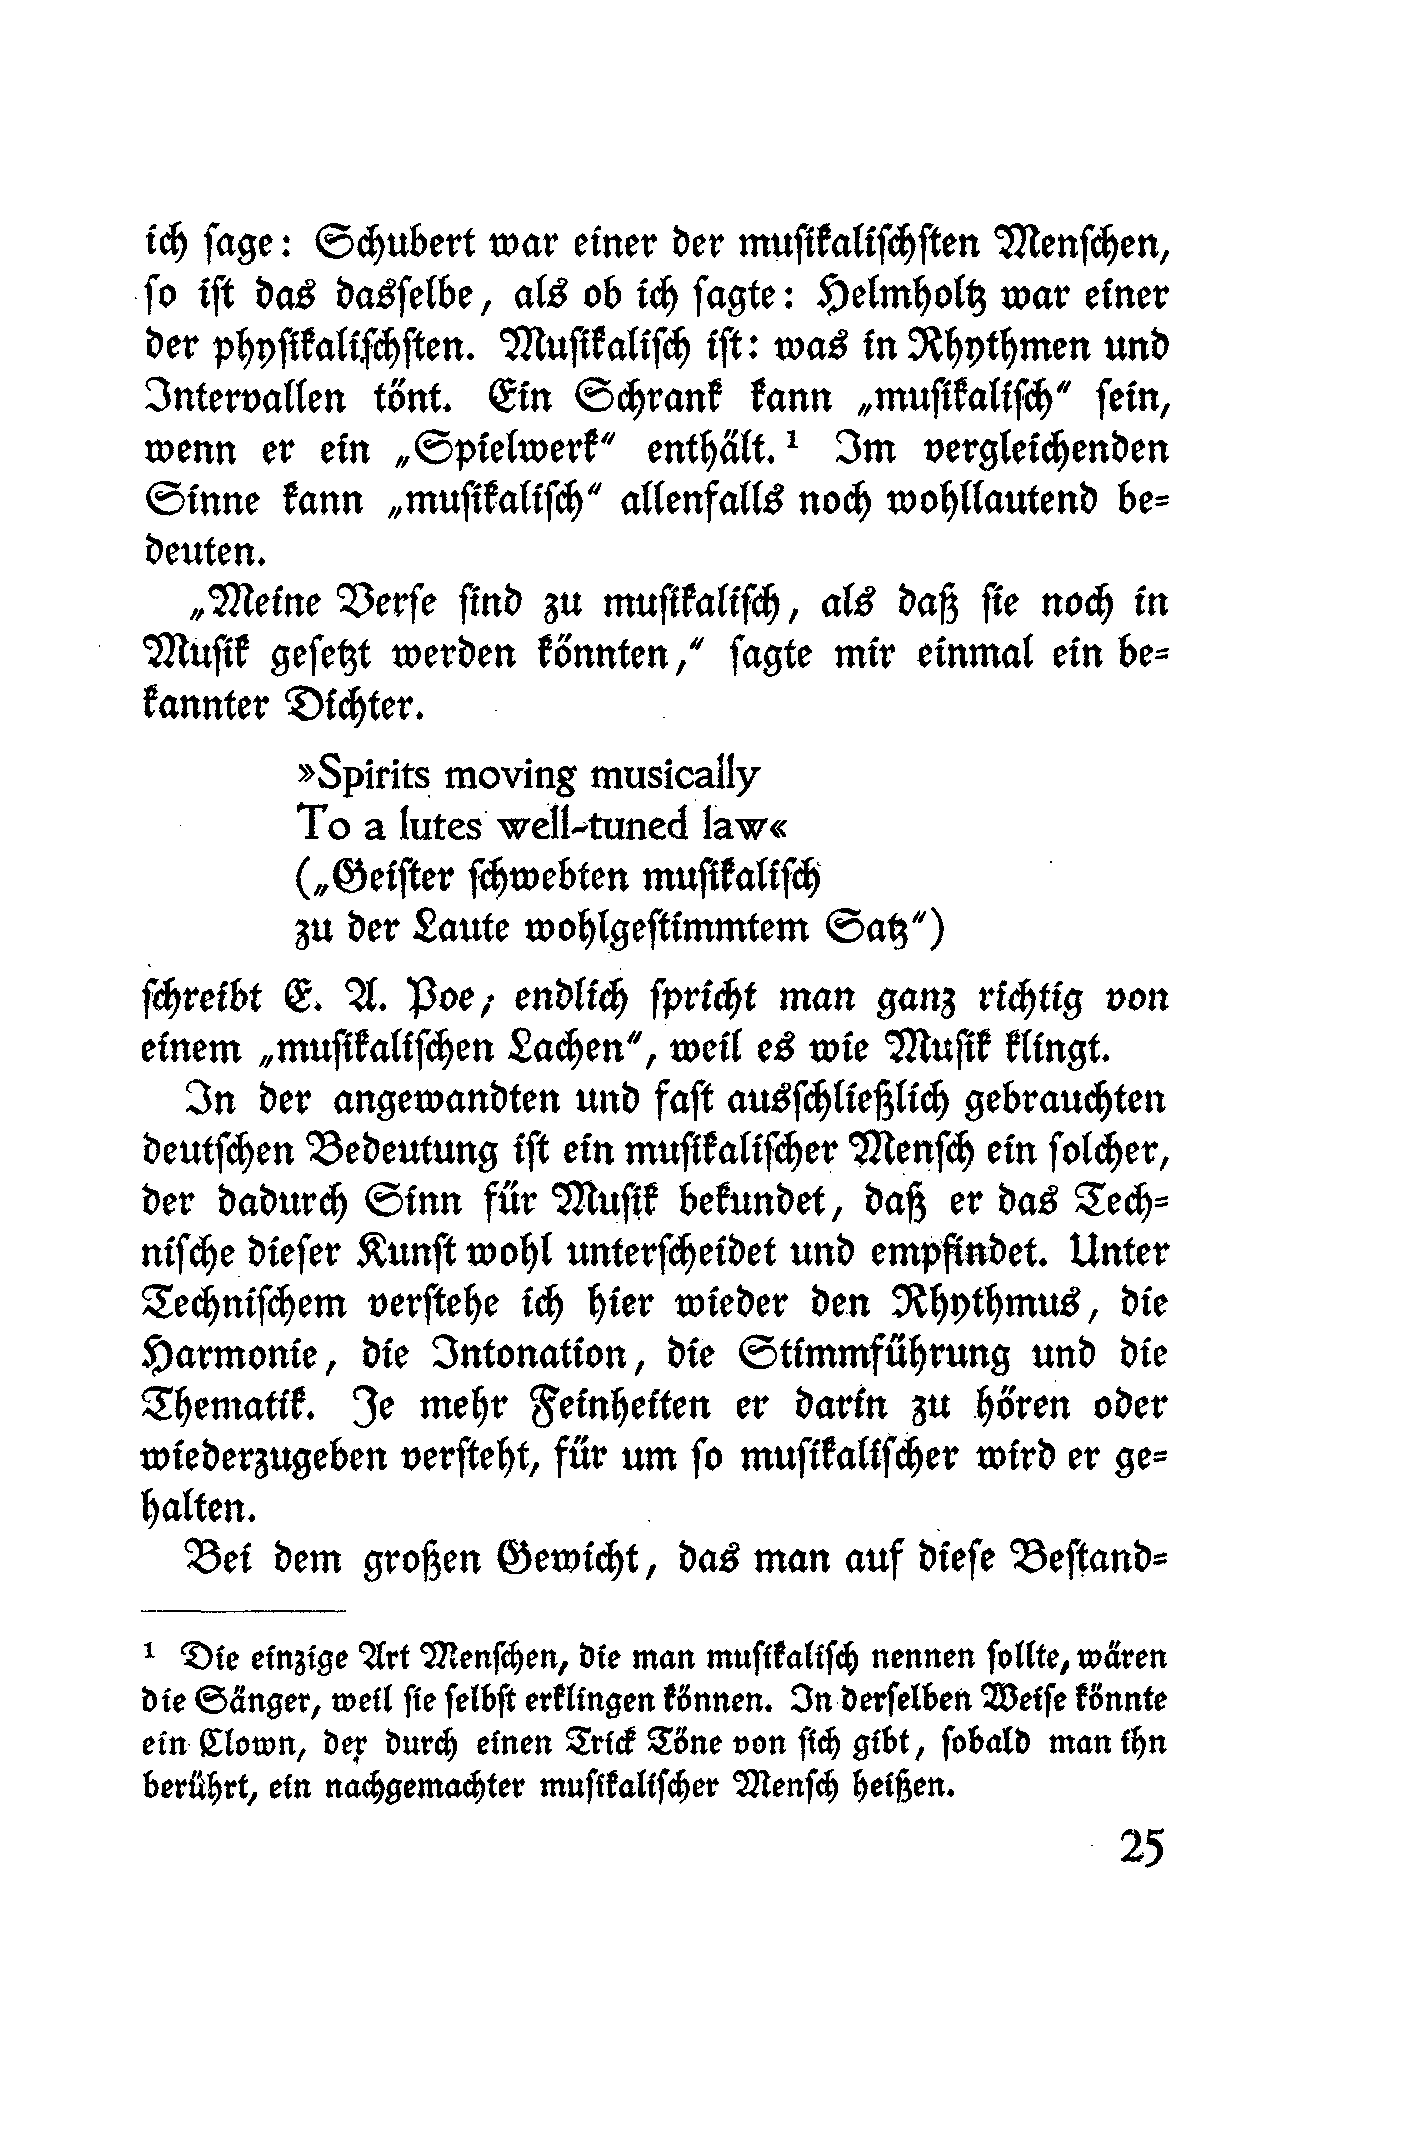 ich sage: Schubert war einer der musikalischsten Menschen,
so ist das dasselbe, als ob ich sagte: Helmholtz war einer
der physikalischsten. Musikalisch ist: was in Rhythmen und
Intervallen tönt. Ein Schrank kann „musikalisch“ sein,
wenn er ein „Spielwerk“ enthält.¹ Im vergleichenden
Sinne kann „musikalisch“ allenfalls noch wohllautend be-
deuten.
„Meine Verse sind zu musikalisch, als daß sie noch in
Musik gesetzt werden könnten,“ sagte mir einmal ein be-
kannter Dichter.
»Spirits moving musically
To a lutes well-tuned law«
(„Geister schwebten musikalisch
zu der Laute wohlgestimmtem Satz“)
schreibt E. A. Poe; endlich spricht man ganz richtig von
einem „musikalischen Lachen“, weil es wie Musik klingt.
In der angewandten und fast ausschließlich gebrauchten
deutschen Bedeutung ist ein musikalischer Mensch ein solcher,
der dadurch Sinn für Musik bekundet, daß er das Tech-
nische dieser Kunst wohl unterscheidet und empfindet. Unter
Technischem verstehe ich hier wieder den Rhythmus, die
Harmonie, die Intonation, die Stimmführung und die
Thematik. Je mehr Feinheiten er darin zu hören oder
wiederzugeben versteht, für um so musikalischer wird er ge-
halten.
Bei dem großen Gewicht, das man auf diese Bestand-
¹ Die einzige Art Menschen, die man musikalisch nennen sollte, wären
die Sänger, weil sie selbst erklingen können. In derselben Weise könnte
ein Clown, der durch einen Trick Töne von sich gibt, sobald man ihn
berührt, ein nachgemachter musikalischer Mensch heißen.
25